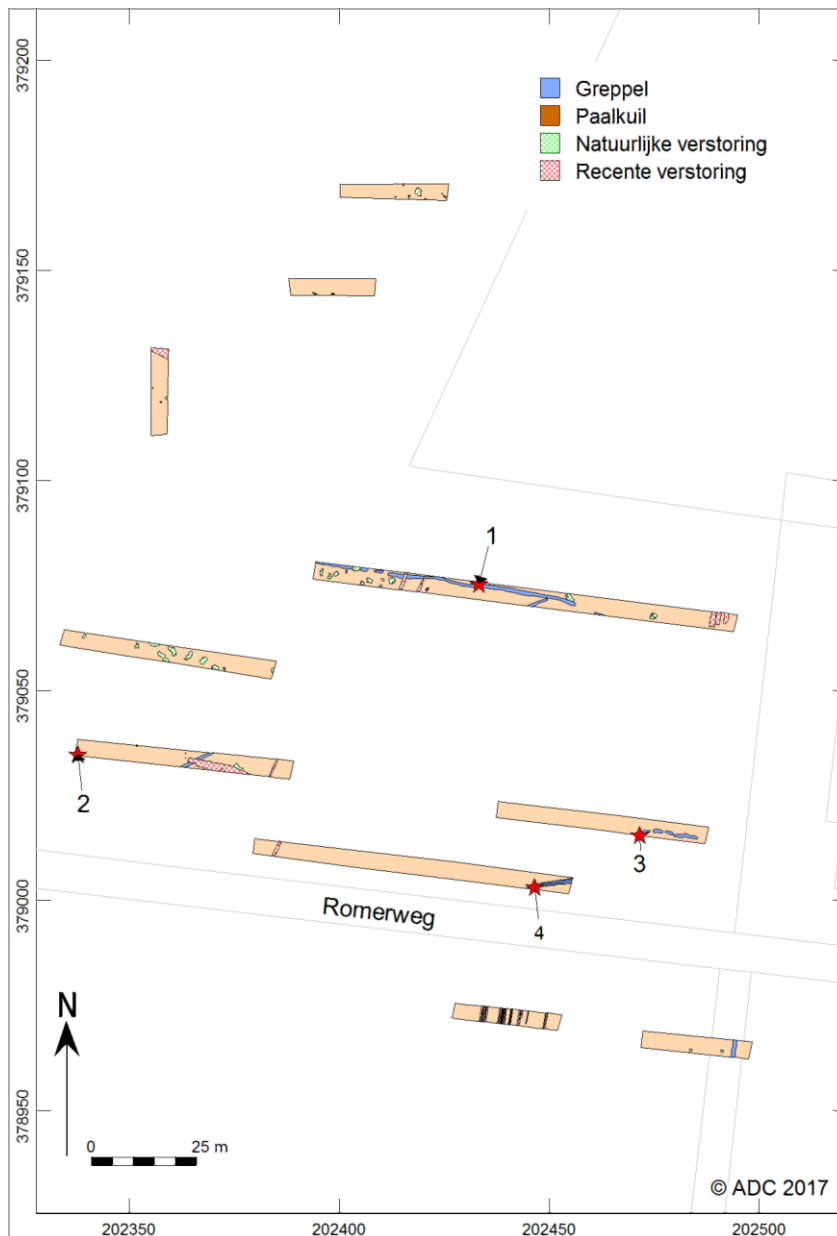 379200
Greppel
Paalkuil
Natuurlijke verstoring
Recente verstoring
379150
379100
1
379050
2
3
379000
Romerweg
4
N
378950
0 25 m
© ADC 2017
202350 202400 202450 202500